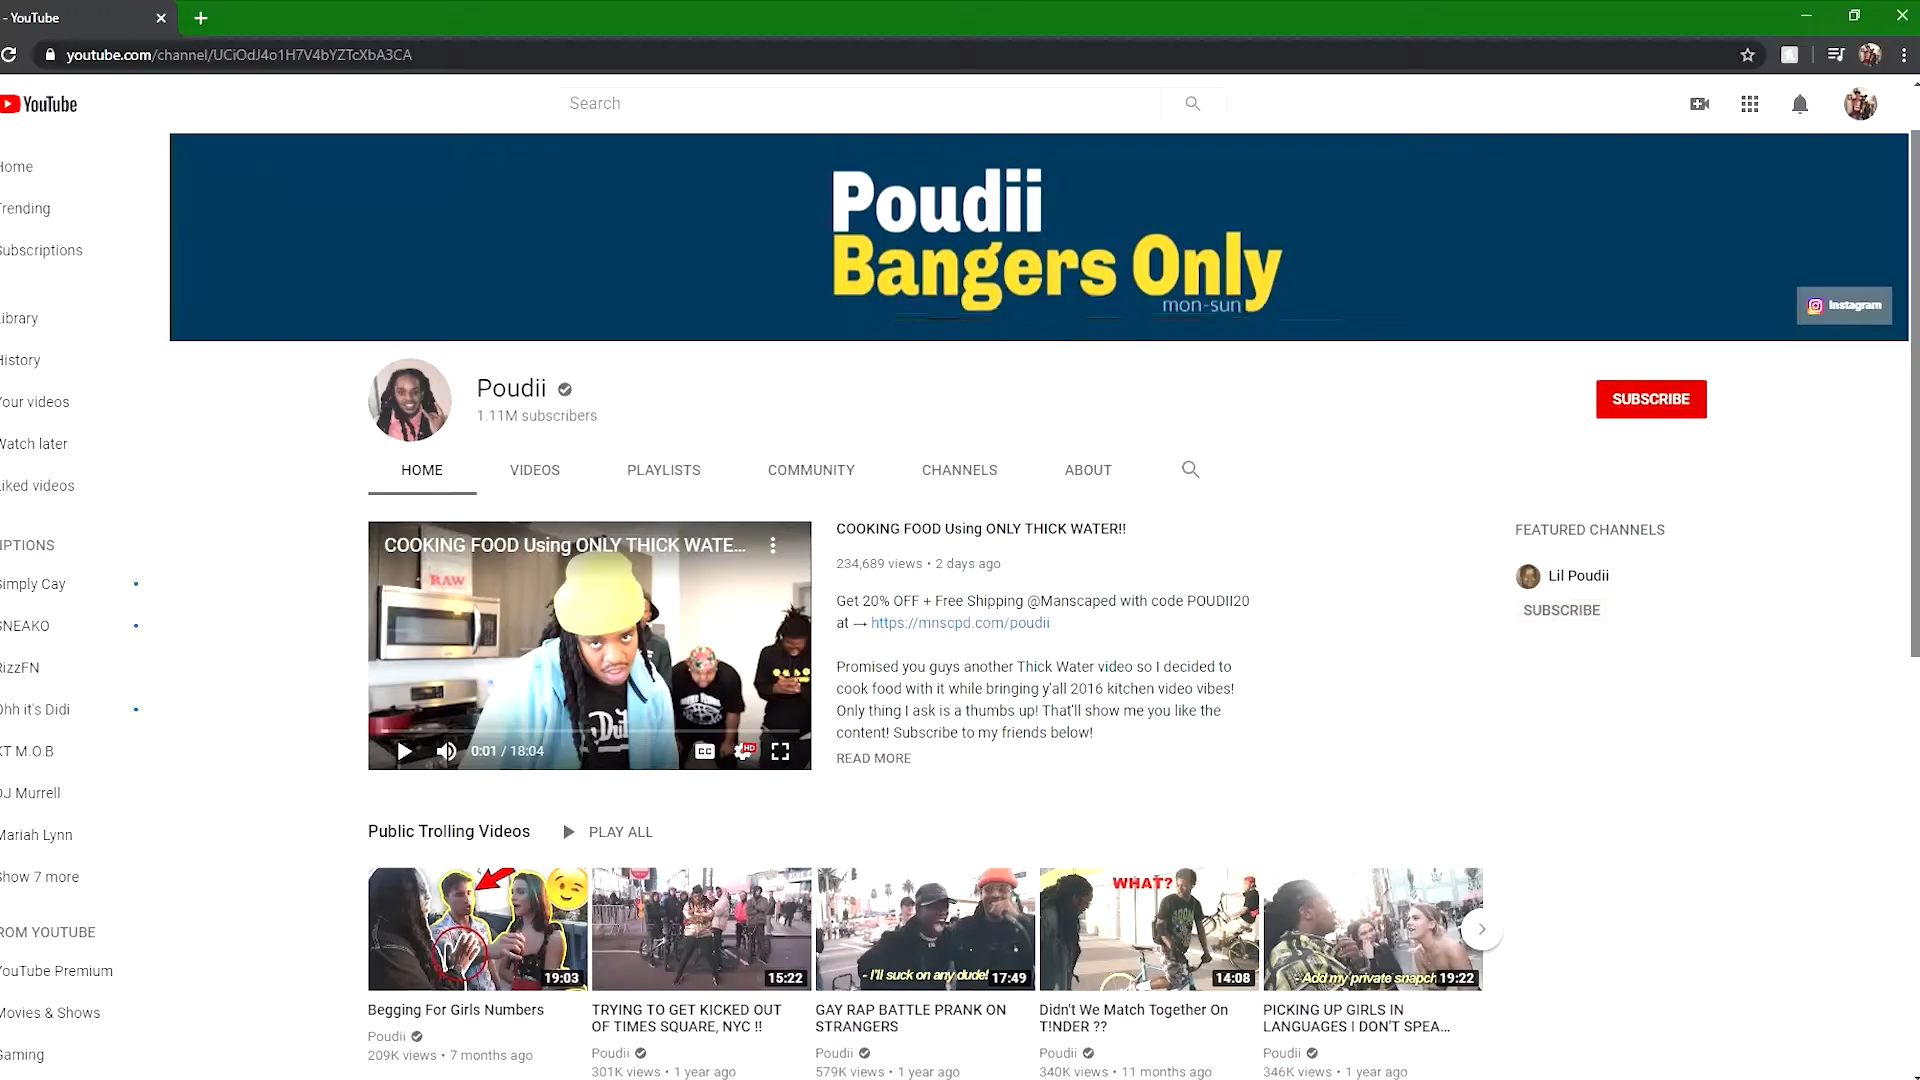 - YouTube
youtube.com/channel/UCiOdJ4o1H7V4bYZTcXbA3CA
YouTube
Search
Home
Trending
Subscriptions
Library
History
Your videos
Watch later
Liked videos
IPTIONS
Simply Cay
SNEAKO
RizzFN
Ohh it's Didi
KT M.O.B
DJ Murrell
Mariah Lynn
Show 7 more
ROM YOUTUBE
YouTube Premium
Movies & Shows
Gaming
Poudii
Bangers Only
mon-sun
Instagram
Poudii
1.11M subscribers
SUBSCRIBE
HOME
VIDEOS
PLAYLISTS
COMMUNITY
CHANNELS
ABOUT
COOKING FOOD Using ONLY THICK WATE...
RAW
0:01 / 18:04
CC
HD
COOKING FOOD Using ONLY THICK WATER!!
234,689 views • 2 days ago
Get 20% OFF + Free Shipping @Manscaped with code POUDII20
at → https://mnscpd.com/poudii
Promised you guys another Thick Water video so I decided to
cook food with it while bringing y'all 2016 kitchen video vibes!
Only thing I ask is a thumbs up! That'll show me you like the
content! Subscribe to my friends below!
READ MORE
FEATURED CHANNELS
Lil Poudii
SUBSCRIBE
Public Trolling Videos
PLAY ALL
19:03
Begging For Girls Numbers
Poudii
209K views • 7 months ago
15:22
TRYING TO GET KICKED OUT
OF TIMES SQUARE, NYC !!
Poudii
301K views • 1 year ago
- I'll suck on any dude!
17:49
GAY RAP BATTLE PRANK ON
STRANGERS
Poudii
579K views • 1 year ago
WHAT?
14:08
Didn't We Match Together On
T!NDER ??
Poudii
340K views • 11 months ago
- Add my private snapch
19:22
PICKING UP GIRLS IN
LANGUAGES I DON'T SPEA...
Poudii
346K views • 1 year ago